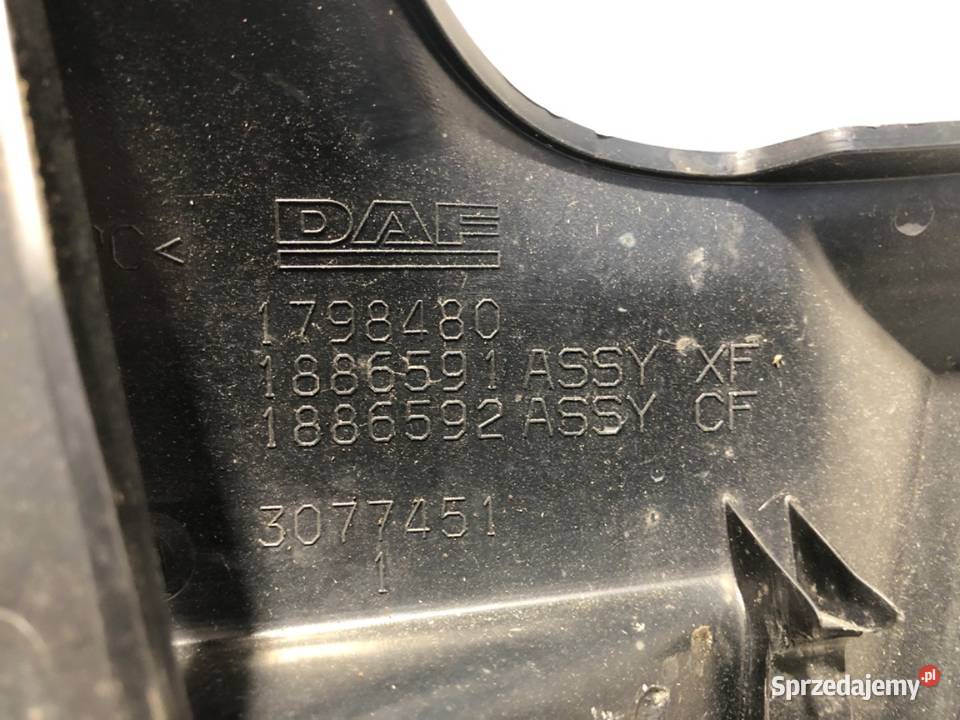 DAF
C<
1798480
1886591 ASSY XF
1886592 ASSY CF
3077451
1
Sprzedajemy.pl